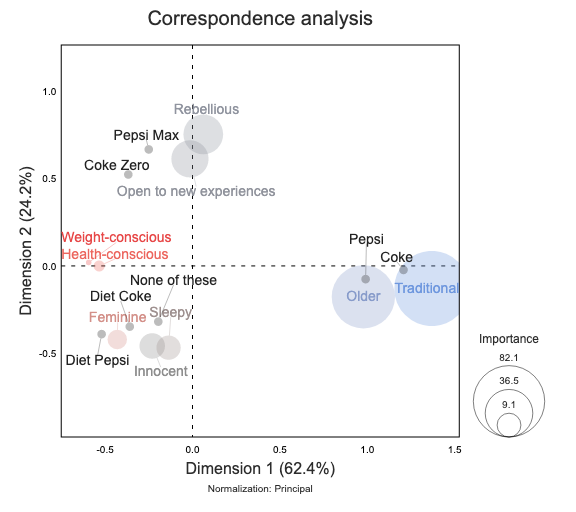 Correspondence analysis
1.0
Rebellious
Pepsi Max
Coke Zero
0.5
Open to new experiences
Weight-conscious
Health-conscious
Pepsi
Coke
0.0
None of these
Older
Traditional
Diet Coke
Feminine
Sleepy
Diet Pepsi
Innocent
-0.5
Dimension 2 (24.2%)
Importance
82.1
36.5
9.1
-0.5
0.0
0.5
1.0
1.5
Dimension 1 (62.4%)
Normalization: Principal